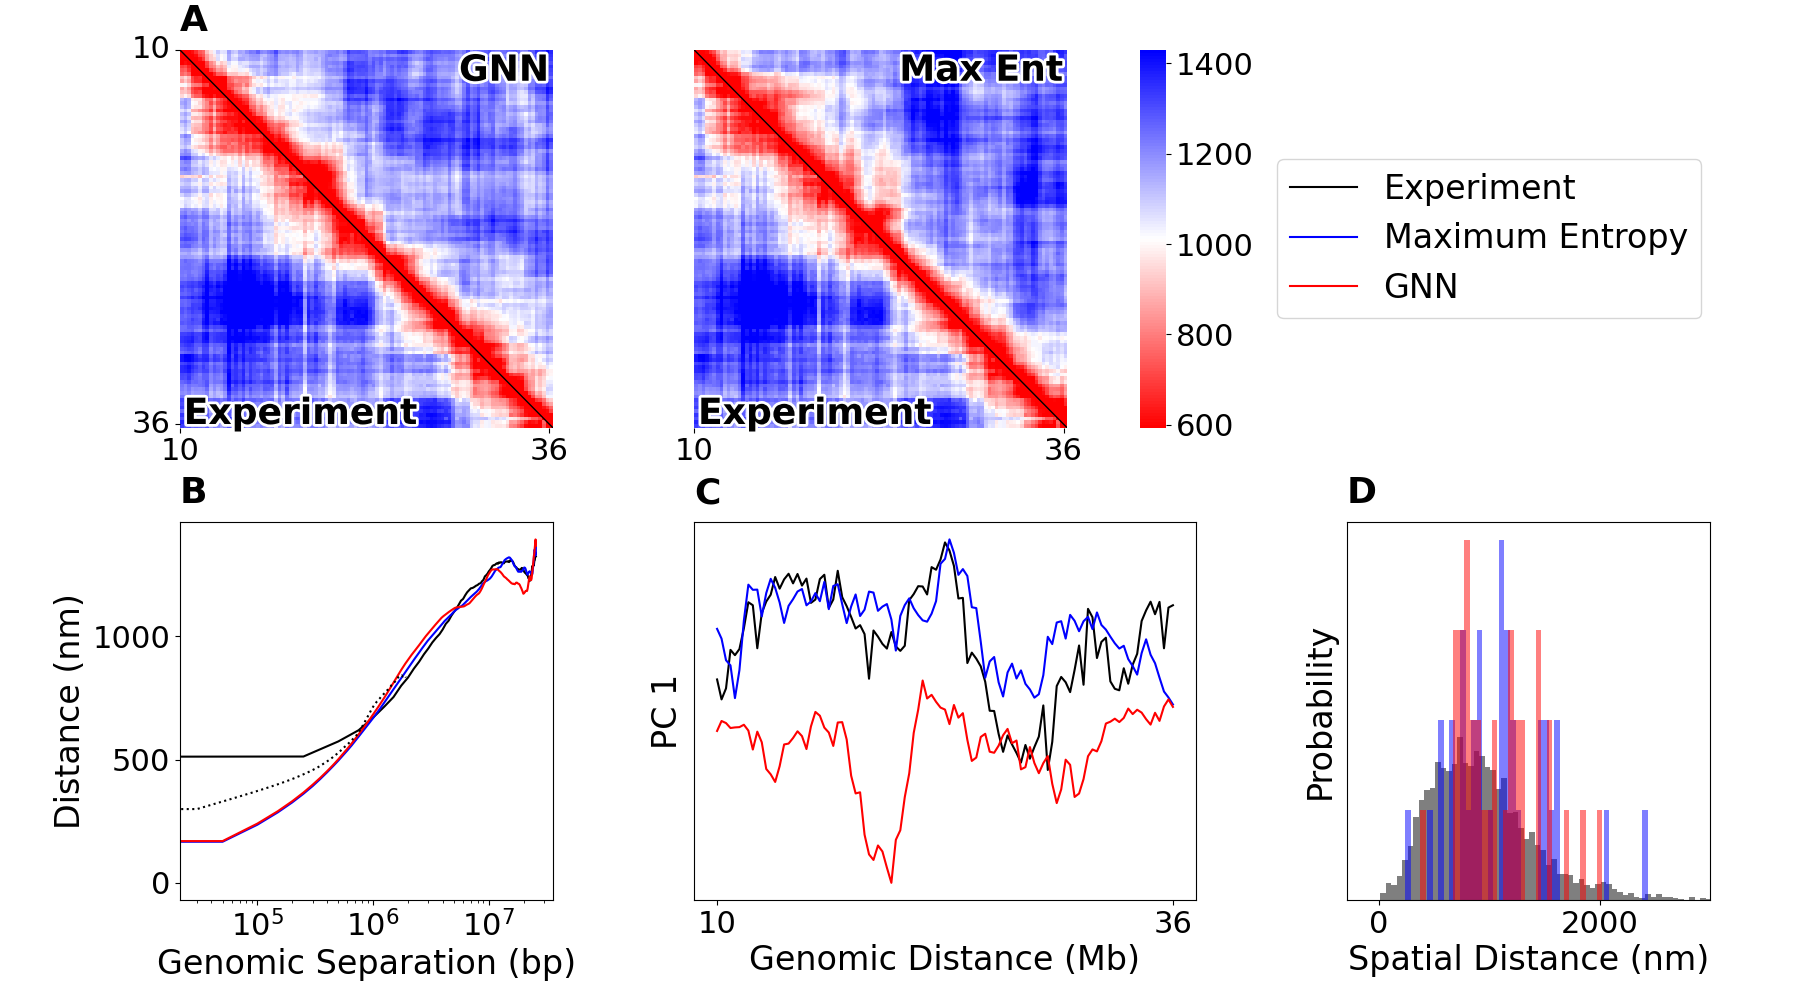 A
GNN
Max Ent
Experiment
Experiment
10
36
10
36
10
36
1400
1200
1000
800
600
Experiment
Maximum Entropy
GNN
B
Distance (nm)
1000
500
0
10⁵
10⁶
10⁷
Genomic Separation (bp)
C
PC 1
10
36
Genomic Distance (Mb)
D
Probability
0
2000
Spatial Distance (nm)